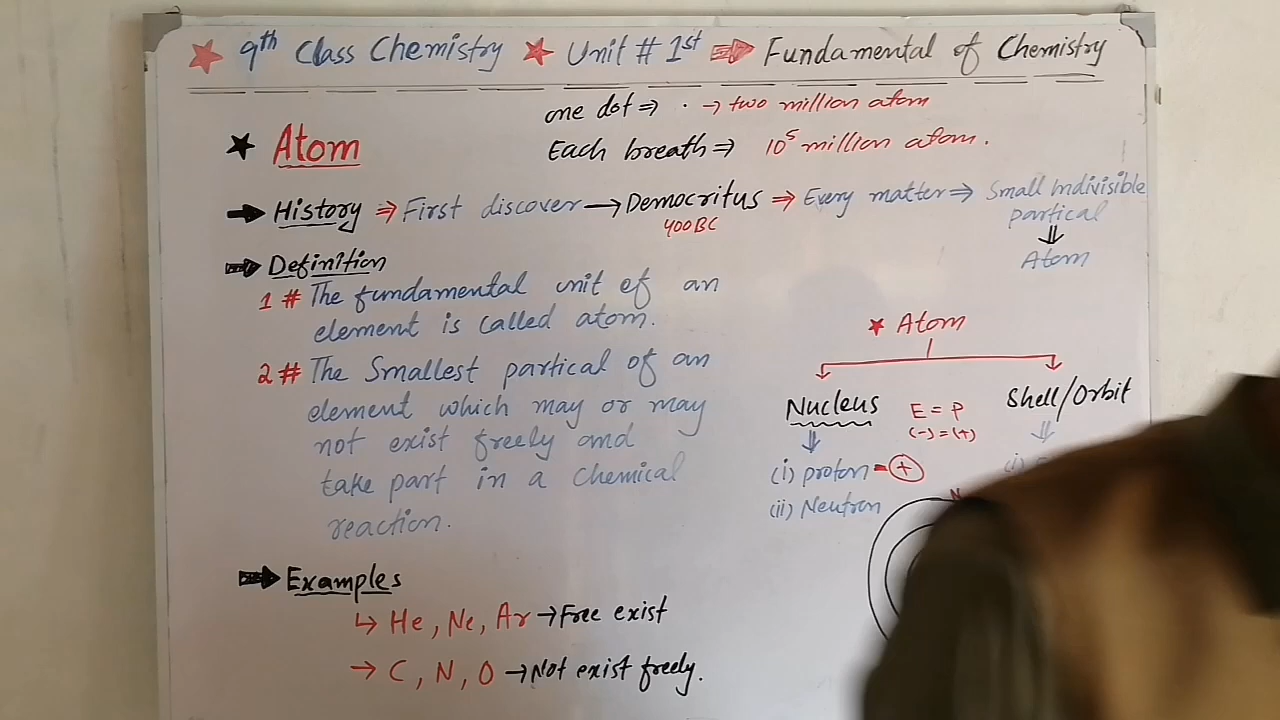 ★ 9th Class Chemistry ★ Unit # 1st ⇒ Fundamental of Chemistry
one dot ⇒ . → two million atom
★ Atom
Each breath ⇒ 10⁵ million atom.
→ History ⇒ First discover → Democritus ⇒ Every matter ⇒ Small Indivisible
partical
400 BC
⇓
Atom
⇒ Definition
1 # The fundamental unit of an
element is called atom.
2 # The Smallest partical of an
element which may or may
not exist freely and
take part in a Chemical
reaction.
★ Atom
Nucleus
E = P
(-) = (+)
Shell/Orbit
⇓
⇓
(i) proton - +
(i)
(ii) Neutron
N
⇒ Examples
↳ He, Ne, Ar → Free exist
→ C, N, O → Not exist freely.